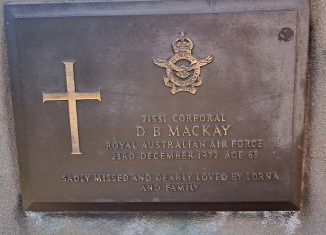 21531 CORPORAL
D. B. MACKAY
ROYAL AUSTRALIAN AIR FORCE
23RD DECEMBER 1972 AGE 63
SADLY MISSED AND DEARLY LOVED BY LORNA
AND FAMILY